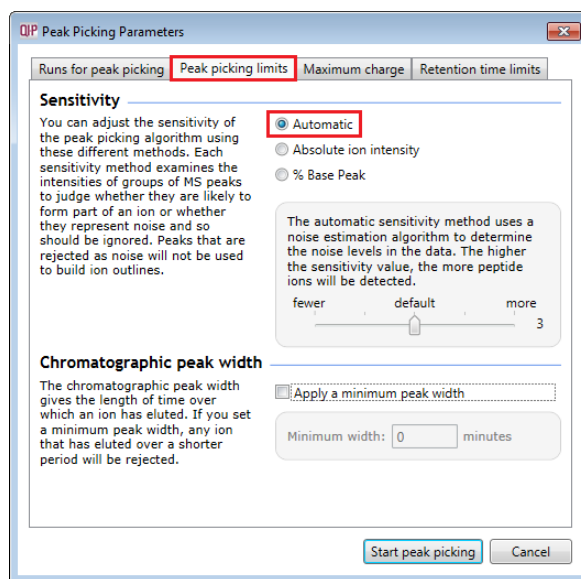 QIP Peak Picking Parameters
Runs for peak picking Peak picking limits Maximum charge Retention time limits
Sensitivity
You can adjust the sensitivity of
the peak picking algorithm using
these different methods. Each
sensitivity method examines the
intensities of groups of MS peaks
to judge whether they are likely to
form part of an ion or whether
they represent noise and so
should be ignored. Peaks that are
rejected as noise will not be used
to build ion outlines.
Automatic
Absolute ion intensity
% Base Peak
The automatic sensitivity method uses a
noise estimation algorithm to determine
the noise levels in the data. The higher
the sensitivity value, the more peptide
ions will be detected.
fewer default more
3
Chromatographic peak width
The chromatographic peak width
gives the length of time over
which an ion has eluted. If you set
a minimum peak width, any ion
that has eluted over a shorter
period will be rejected.
Apply a minimum peak width
Minimum width: 0 minutes
Start peak picking Cancel